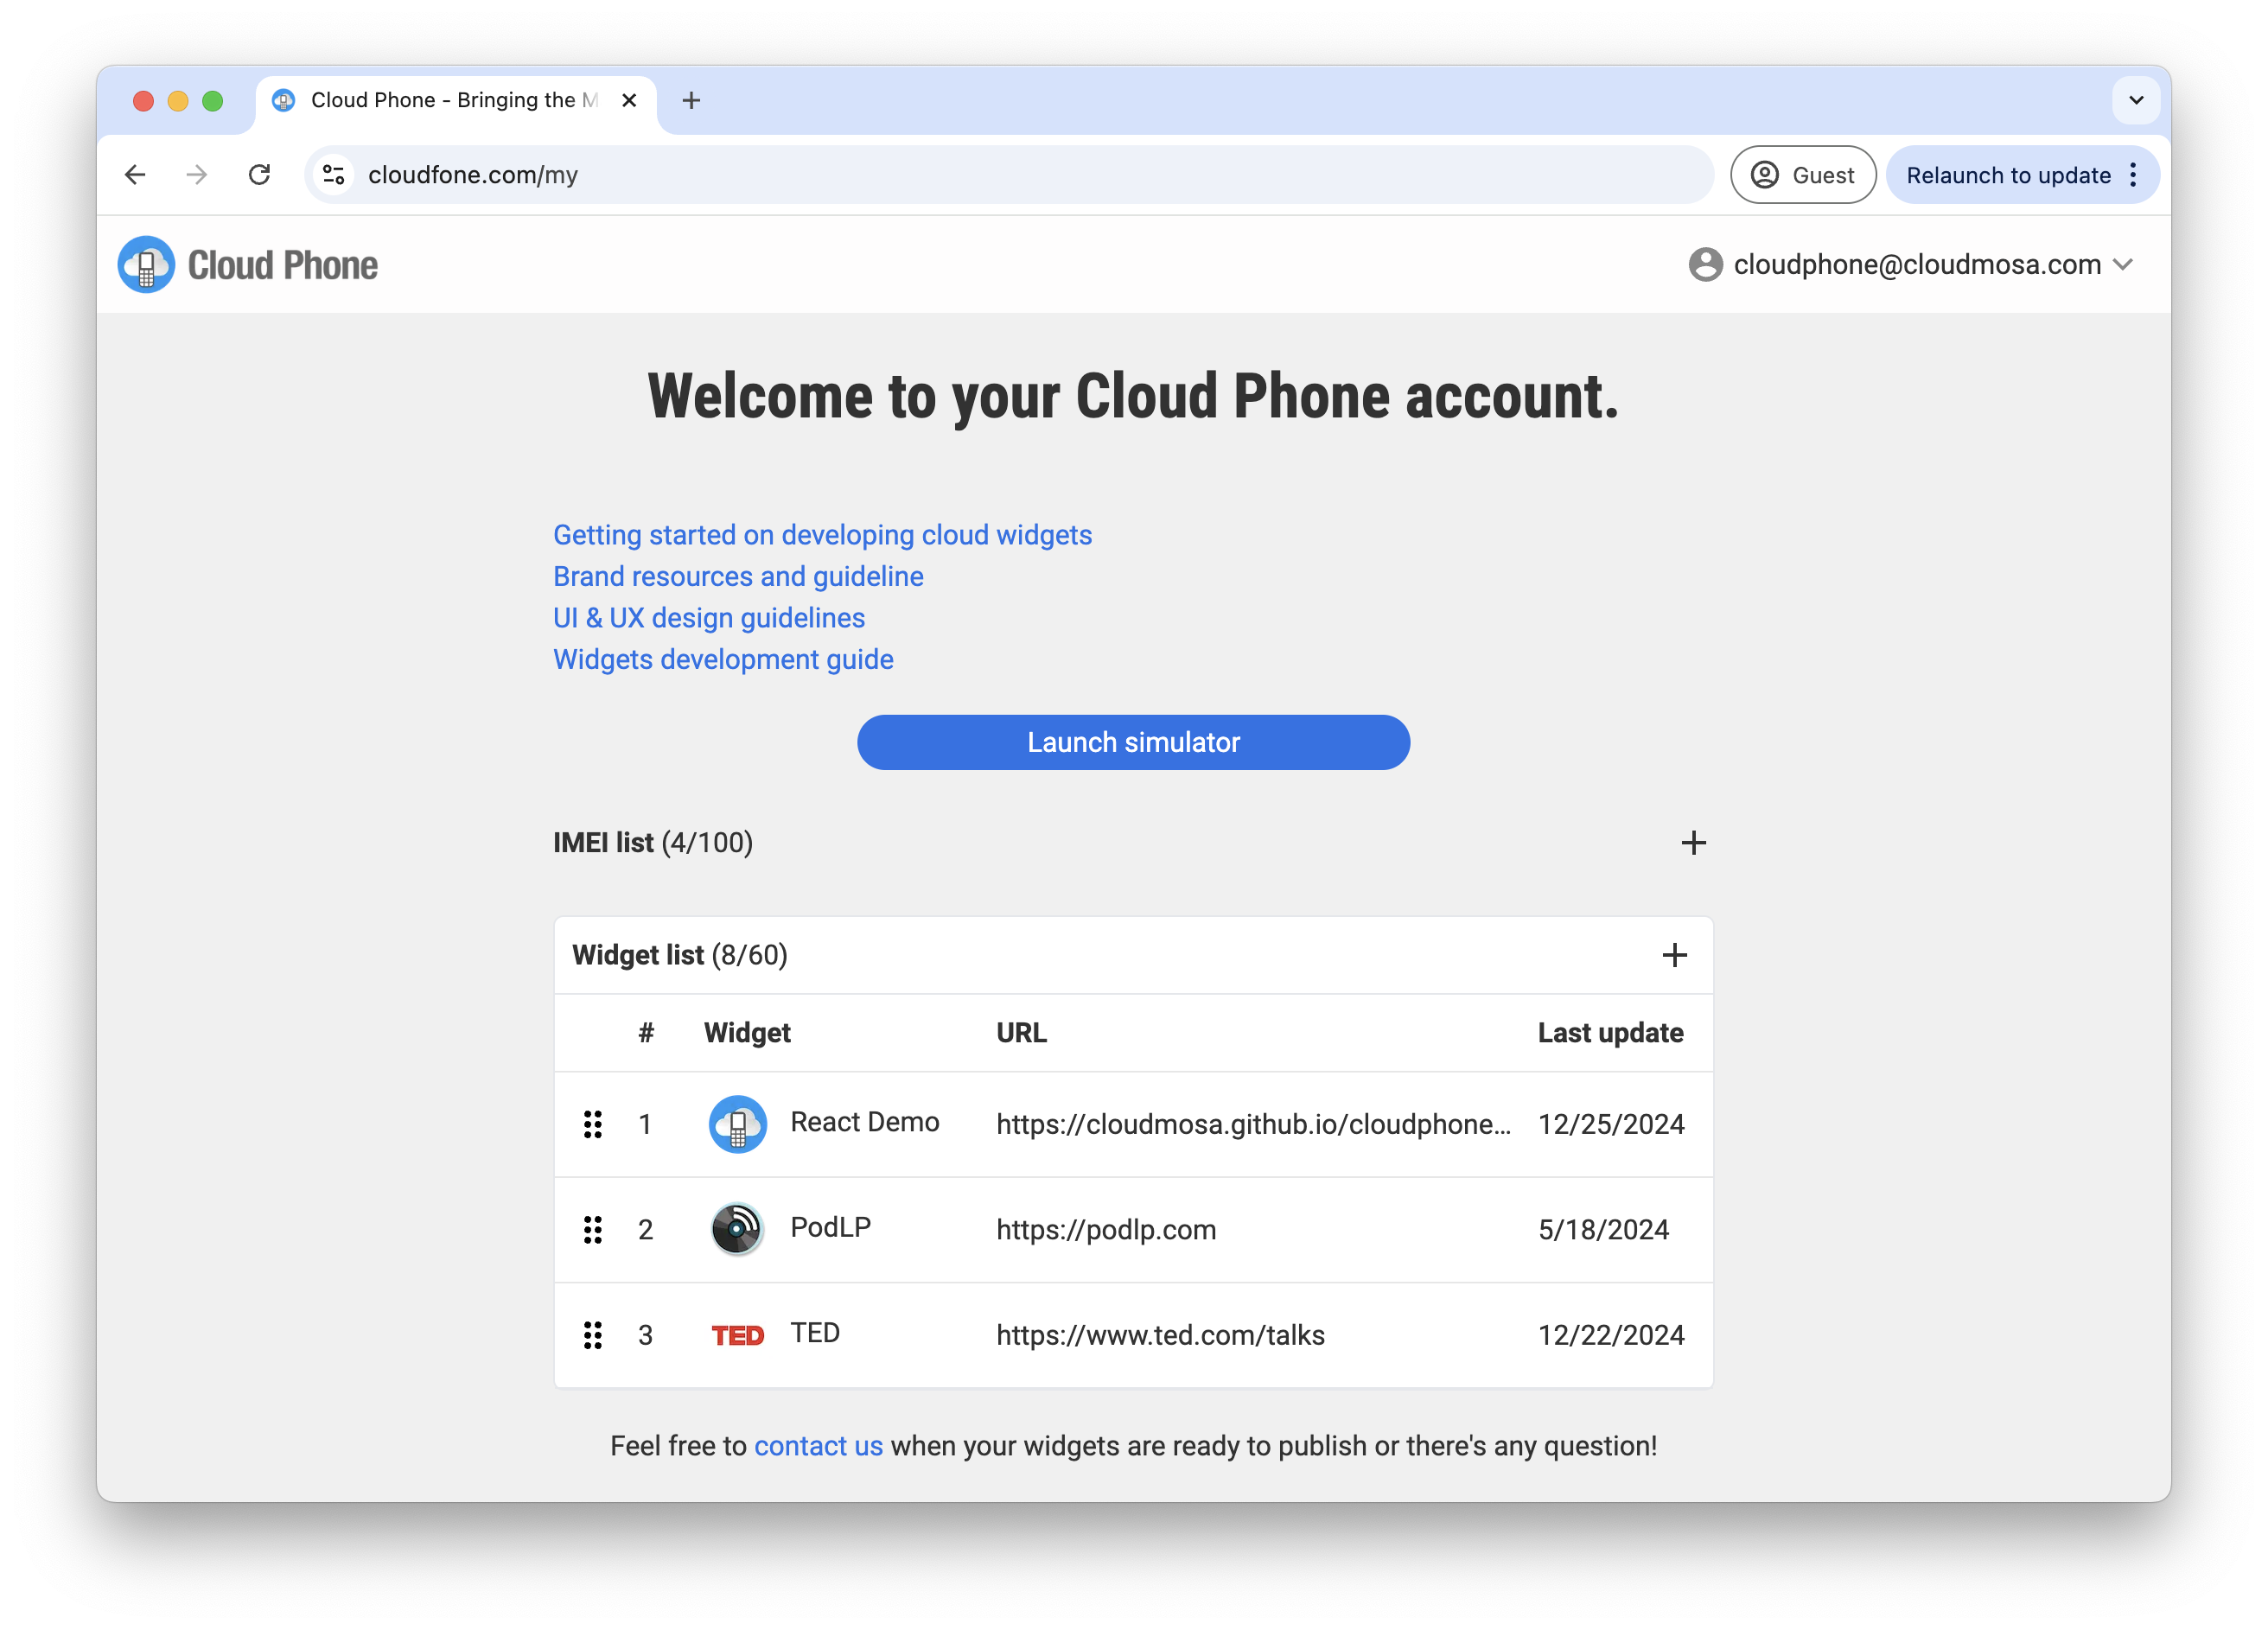 Cloud Phone - Bringing the M
cloudfone.com/my
Guest
Relaunch to update
Cloud Phone
cloudphone@cloudmosa.com
Welcome to your Cloud Phone account.
Getting started on developing cloud widgets
Brand resources and guideline
UI & UX design guidelines
Widgets development guide
Launch simulator
IMEI list (4/100)
Widget list (8/60)
# Widget URL Last update
1 React Demo https://cloudmosa.github.io/cloudphone... 12/25/2024
2 PodLP https://podlp.com 5/18/2024
3 TED TED https://www.ted.com/talks 12/22/2024
Feel free to contact us when your widgets are ready to publish or there's any question!